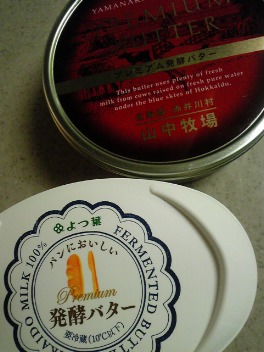 YAMANAKA
PREMIUM
BUTTER
プレミアム発酵バター
This butter uses plenty of fresh
milk from cows raised on fresh pure water
under the blue skies of Hokkaido.
北海道 赤井川村
山中牧場
よつ葉
パンにおいしい
Premium
発酵バター
要冷蔵(10℃以下)
HOKKAIDO MILK 100%
FERMENTED BUTTER